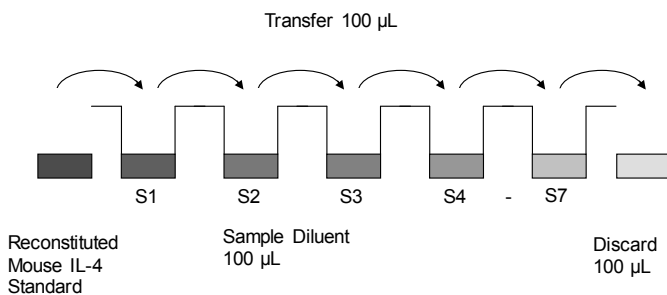 Transfer 100 µL
S1 S2 S3 S4 - S7
Reconstituted
Mouse IL-4
Standard
Sample Diluent
100 µL
Discard
100 µL